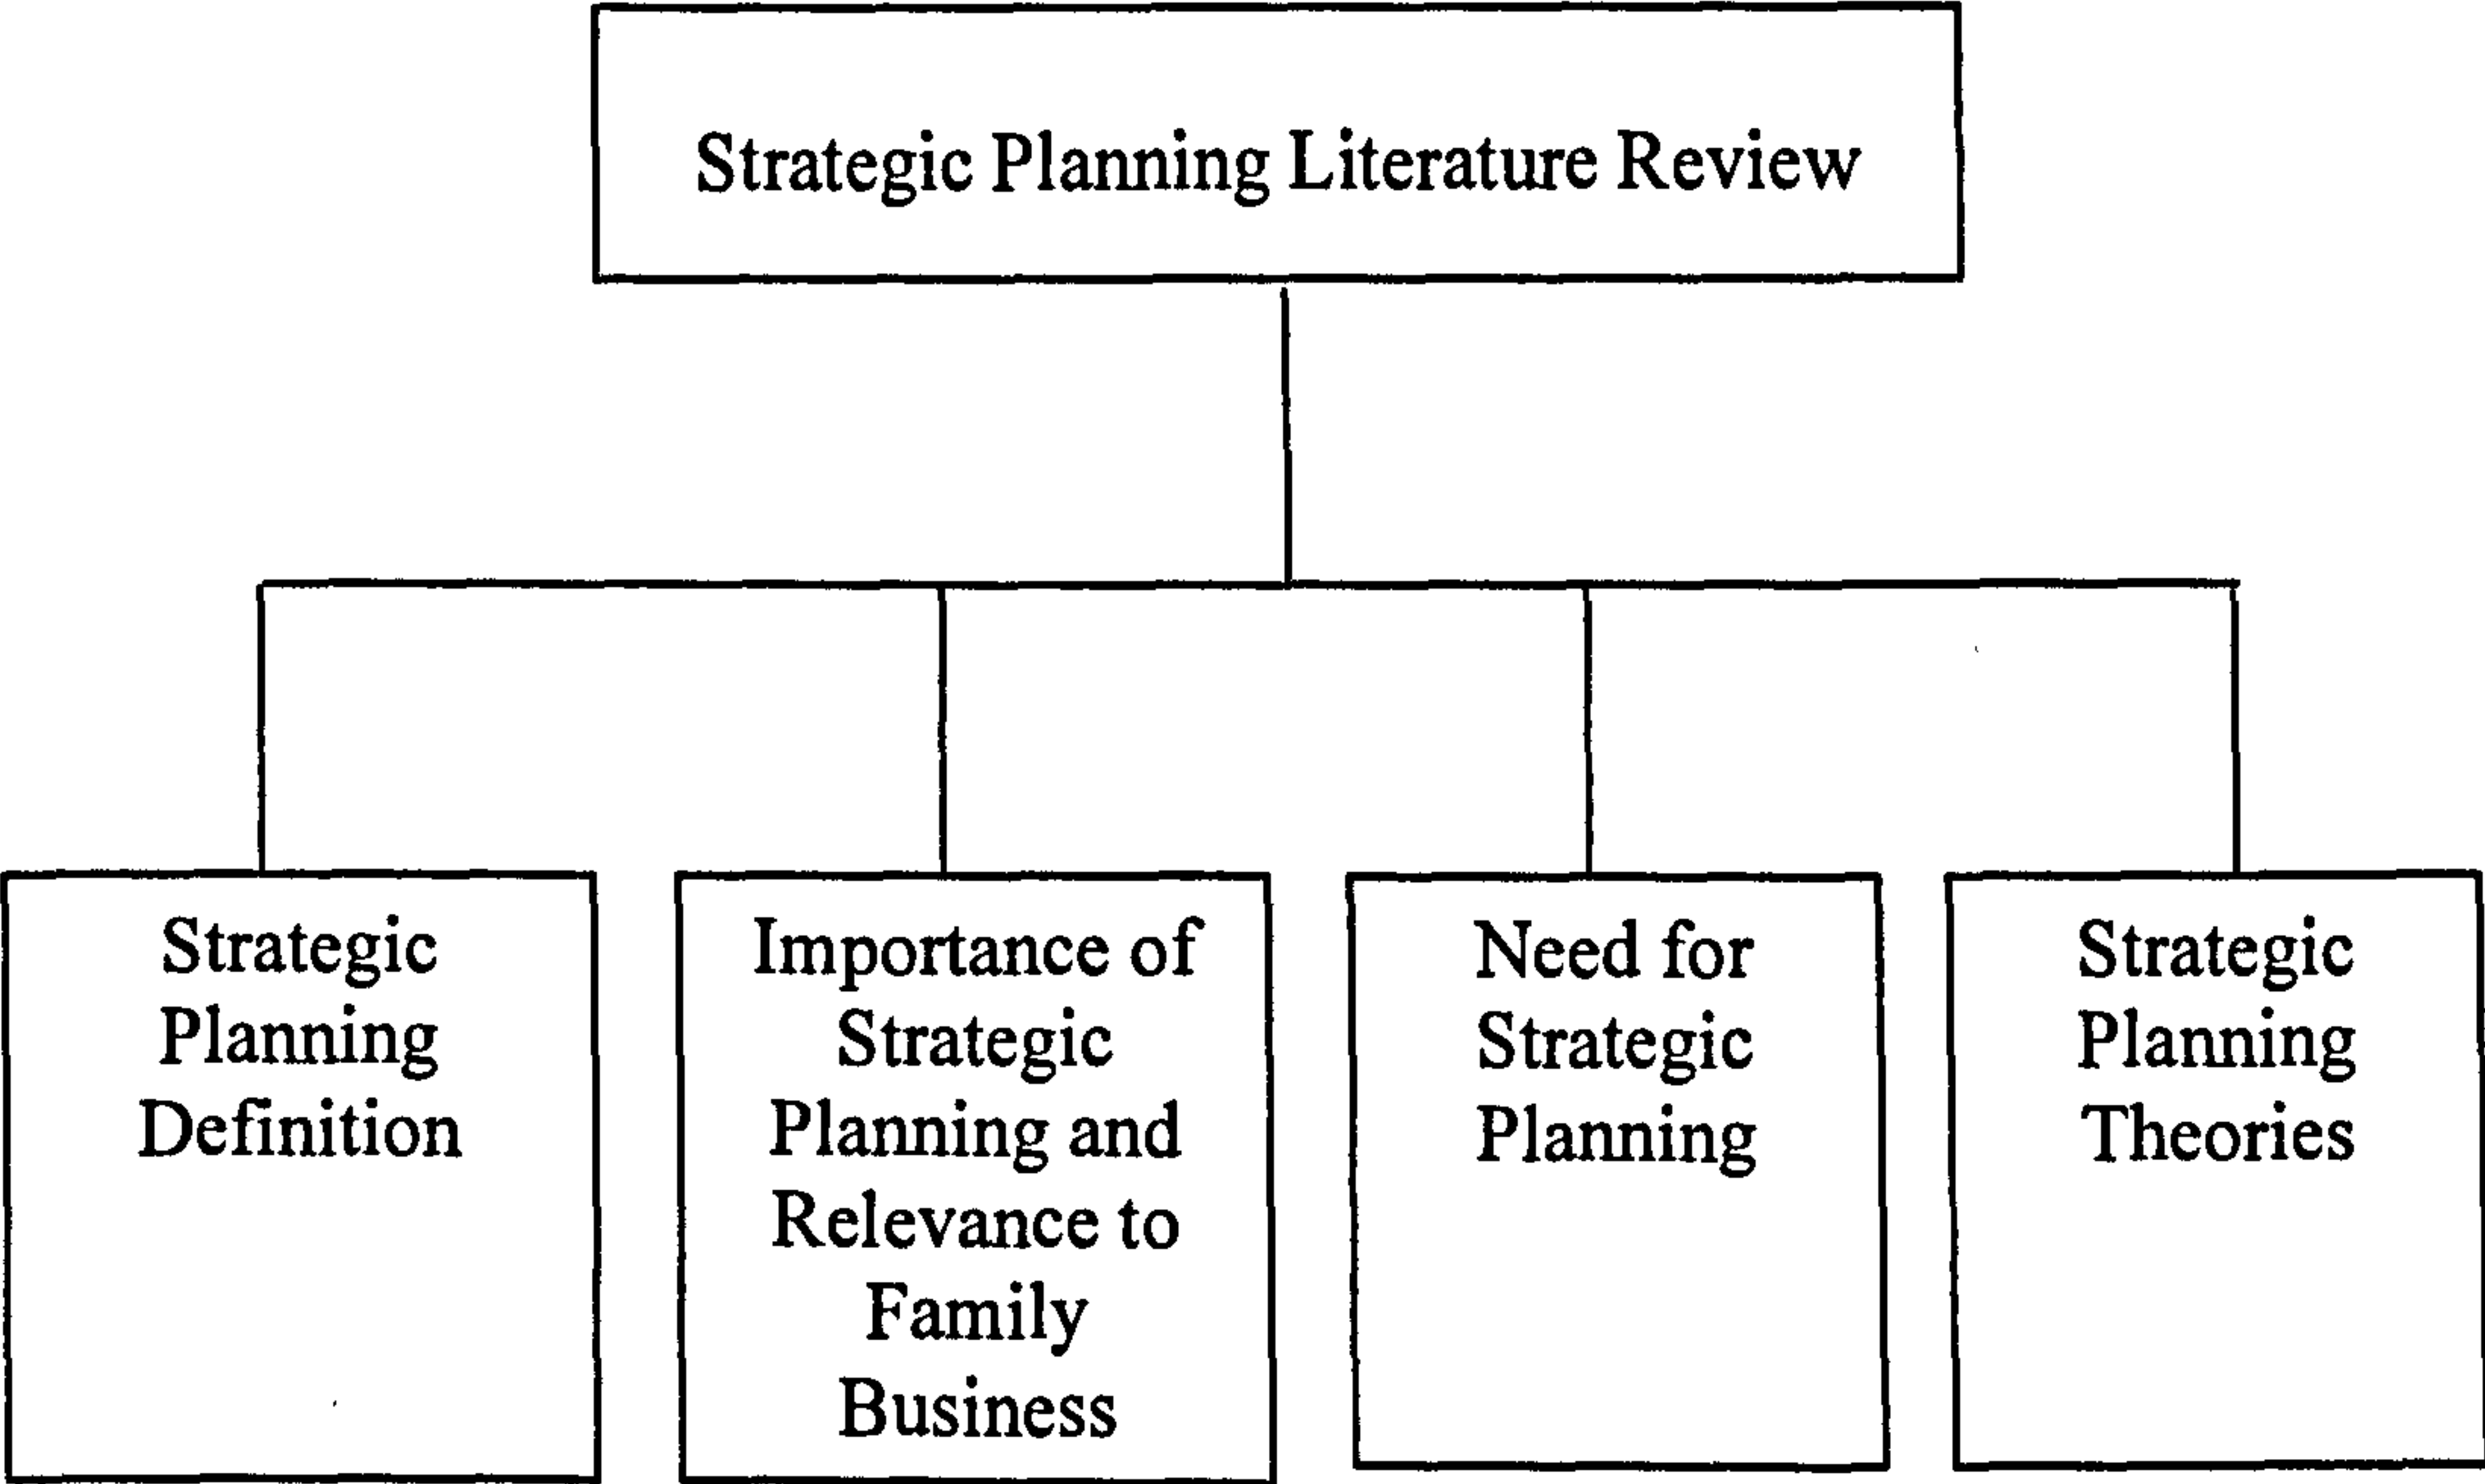 Strategic Planning Literature Review
Strategic
Planning
Definition
Importance of
Strategic
Planning and
Relevance to
Family
Business
Need for
Strategic
Planning
Strategic
Planning
Theories